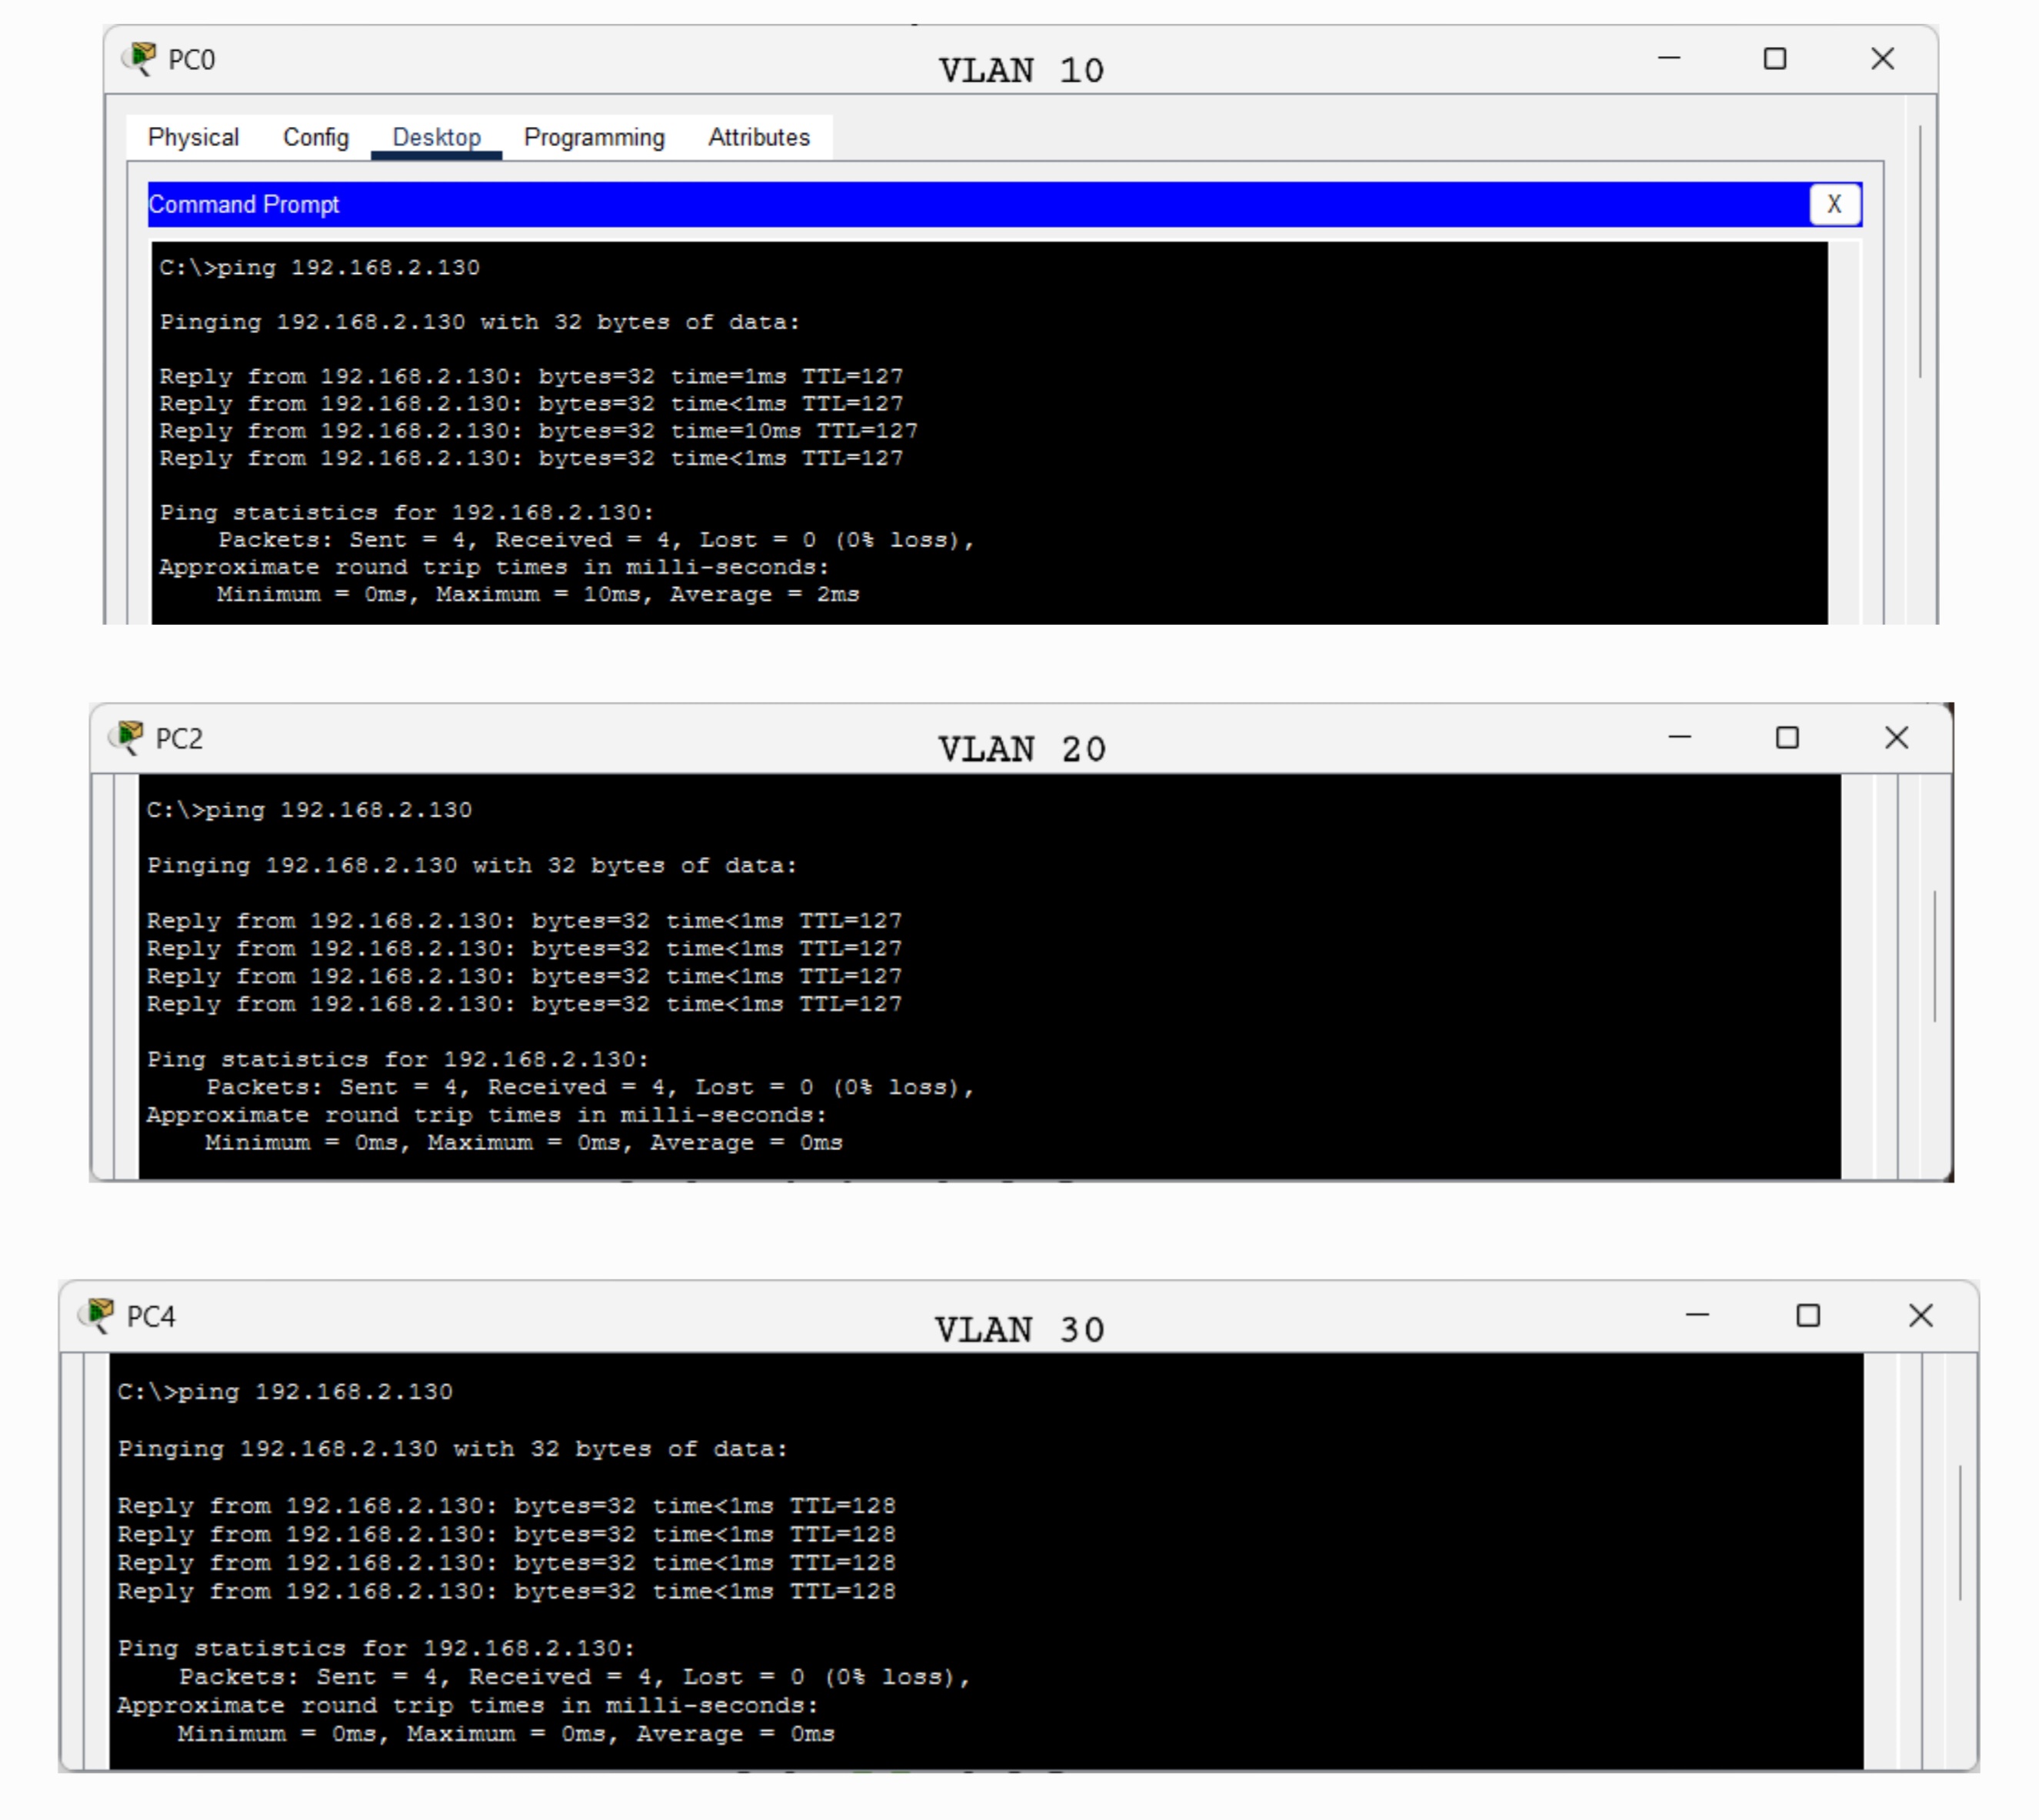 PC0
VLAN 10
Physical Config Desktop Programming Attributes
Command Prompt
X
C:\>ping 192.168.2.130
Pinging 192.168.2.130 with 32 bytes of data:
Reply from 192.168.2.130: bytes=32 time=1ms TTL=127
Reply from 192.168.2.130: bytes=32 time<1ms TTL=127
Reply from 192.168.2.130: bytes=32 time=10ms TTL=127
Reply from 192.168.2.130: bytes=32 time<1ms TTL=127
Ping statistics for 192.168.2.130:
Packets: Sent = 4, Received = 4, Lost = 0 (0% loss),
Approximate round trip times in milli-seconds:
Minimum = 0ms, Maximum = 10ms, Average = 2ms
PC2
VLAN 20
C:\>ping 192.168.2.130
Pinging 192.168.2.130 with 32 bytes of data:
Reply from 192.168.2.130: bytes=32 time<1ms TTL=127
Reply from 192.168.2.130: bytes=32 time<1ms TTL=127
Reply from 192.168.2.130: bytes=32 time<1ms TTL=127
Reply from 192.168.2.130: bytes=32 time<1ms TTL=127
Ping statistics for 192.168.2.130:
Packets: Sent = 4, Received = 4, Lost = 0 (0% loss),
Approximate round trip times in milli-seconds:
Minimum = 0ms, Maximum = 0ms, Average = 0ms
PC4
VLAN 30
C:\>ping 192.168.2.130
Pinging 192.168.2.130 with 32 bytes of data:
Reply from 192.168.2.130: bytes=32 time<1ms TTL=128
Reply from 192.168.2.130: bytes=32 time<1ms TTL=128
Reply from 192.168.2.130: bytes=32 time<1ms TTL=128
Reply from 192.168.2.130: bytes=32 time<1ms TTL=128
Ping statistics for 192.168.2.130:
Packets: Sent = 4, Received = 4, Lost = 0 (0% loss),
Approximate round trip times in milli-seconds:
Minimum = 0ms, Maximum = 0ms, Average = 0ms